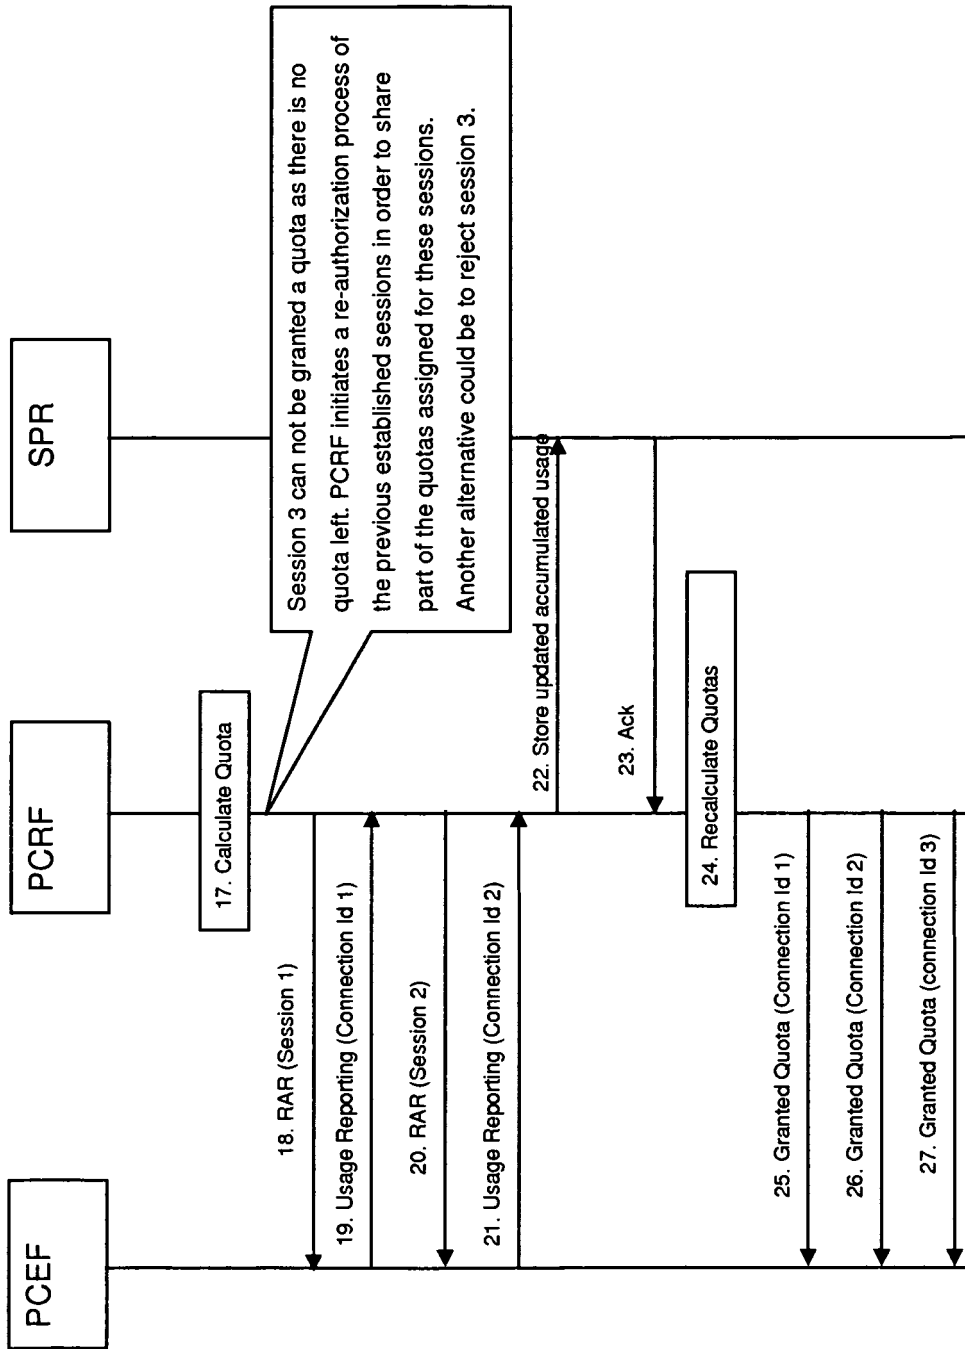 PCEF
PCRF
SPR
17. Calculate Quota
Session 3 can not be granted a quota as there is no
quota left. PCRF initiates a re-authorization process of
the previous established sessions in order to share
part of the quotas assigned for these sessions.
Another alternative could be to reject session 3.
18. RAR (Session 1)
19. Usage Reporting (Connection Id 1)
20. RAR (Session 2)
21. Usage Reporting (Connection Id 2)
22. Store updated accumulated usage
23. Ack
24. Recalculate Quotas
25. Granted Quota (Connection Id 1)
26. Granted Quota (Connection Id 2)
27. Granted Quota (connection Id 3)